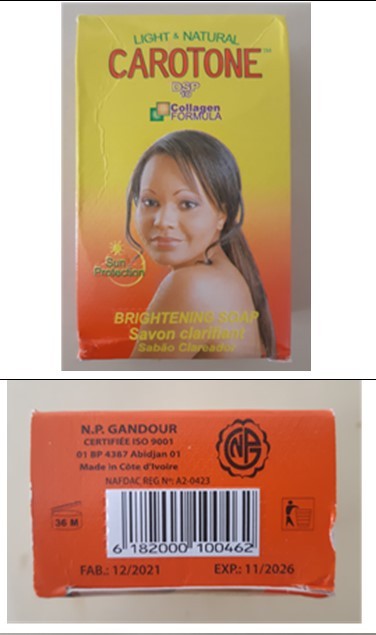 LIGHT & NATURAL
CAROTONE™
DSP
10
Collagen
FORMULA
Sun
Protection
BRIGHTENING SOAP
Savon clarifiant
Sabão Clareador
N.P. GANDOUR
CERTIFIÉE ISO 9001
01 BP 4387 Abidjan 01
Made in Côte d'Ivoire
NAFDAC REG Nº: A2-0423
36 M
6 182000 100462
FAB.: 12/2021 EXP.: 11/2026